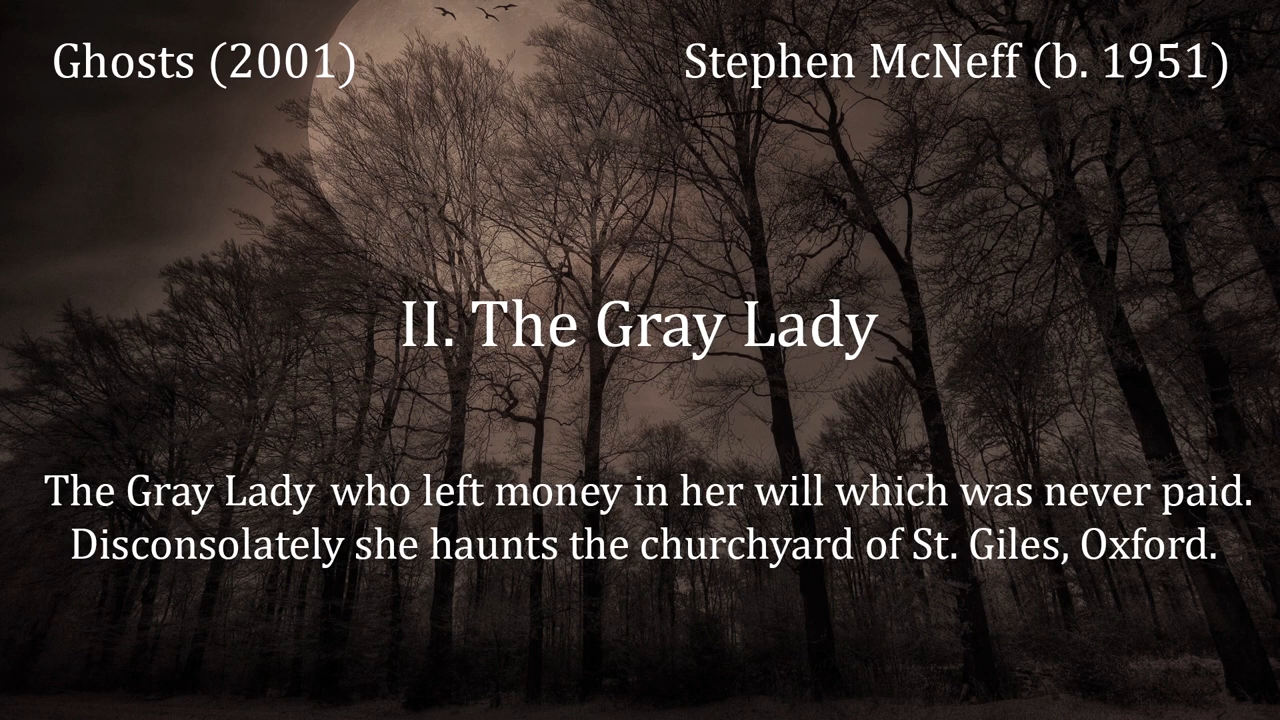 Ghosts (2001)
Stephen McNeff (b. 1951)
II. The Gray Lady
The Gray Lady who left money in her will which was never paid.
Disconsolately she haunts the churchyard of St. Giles, Oxford.